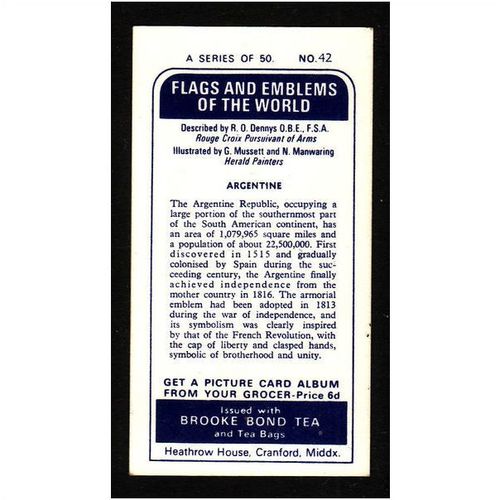 A SERIES OF 50. NO. 42
FLAGS AND EMBLEMS
OF THE WORLD
Described by R. O. Dennys O.B.E., F.S.A.
Rouge Croix Pursuivant of Arms
Illustrated by G. Mussett and N. Manwaring
Herald Painters
ARGENTINE
The Argentine Republic, occupying a
large portion of the southernmost part
of the South American continent, has
an area of 1,079,965 square miles and
a population of about 22,500,000. First
discovered in 1515 and gradually
colonised by Spain during the suc-
ceeding century, the Argentine finally
achieved independence from the
mother country in 1816. The armorial
emblem had been adopted in 1813
during the war of independence, and
its symbolism was clearly inspired
by that of the French Revolution, with
the cap of liberty and clasped hands,
symbolic of brotherhood and unity.
GET A PICTURE CARD ALBUM
FROM YOUR GROCER-Price 6d
Issued with
BROOKE BOND TEA
and Tea Bags
Heathrow House, Cranford, Middx.